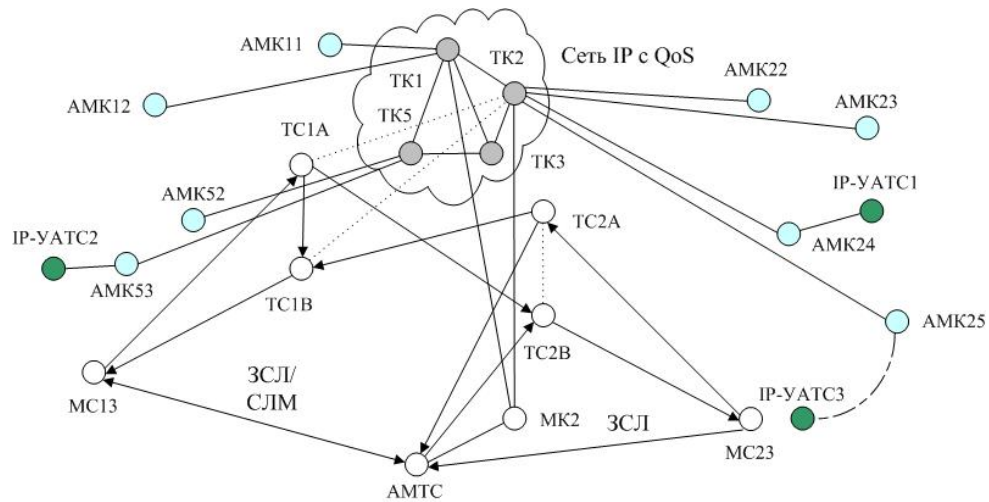 АМК11
ТК2
Сеть IP с QoS
АМК22
ТК1
АМК12
АМК23
ТК5
ТС1А
ТК3
IP-УАТС1
АМК52
ТС2А
IP-УАТС2
АМК24
АМК53
ТС1В
АМК25
ТС2В
ЗСЛ/
СЛМ
IP-УАТС3
МС13
МК2
ЗСЛ
МС23
АМТС